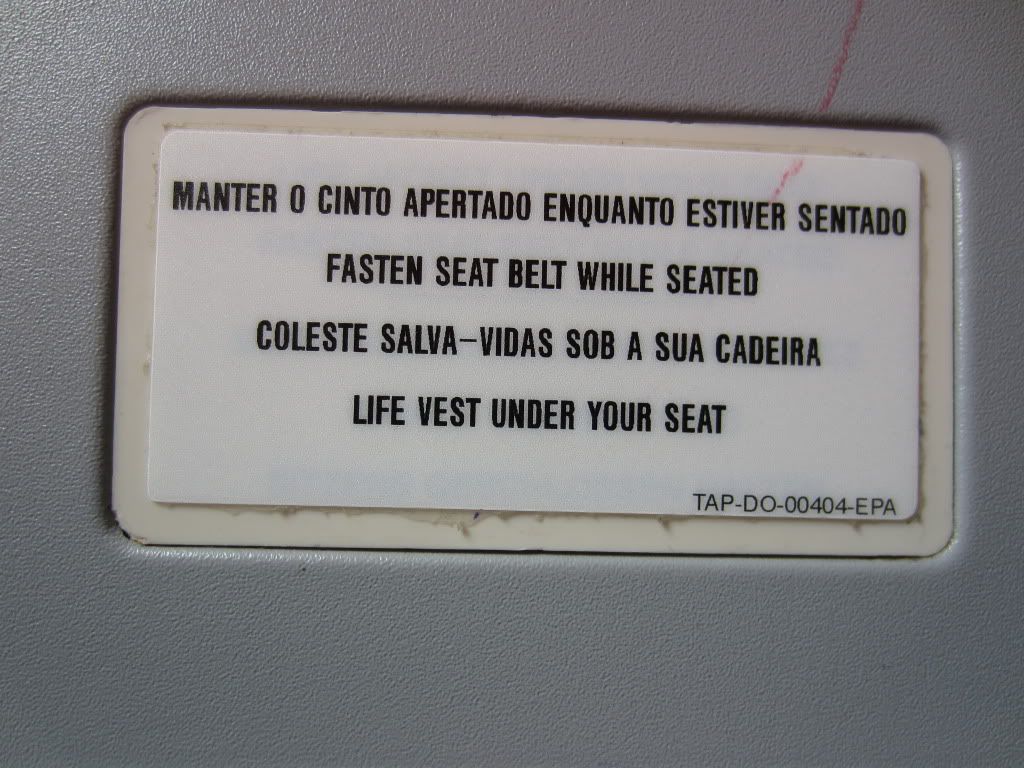 MANTER O CINTO APERTADO ENQUANTO ESTIVER SENTADO
FASTEN SEAT BELT WHILE SEATED
COLESTE SALVA-VIDAS SOB A SUA CADEIRA
LIFE VEST UNDER YOUR SEAT
TAP-DO-00404-EPA